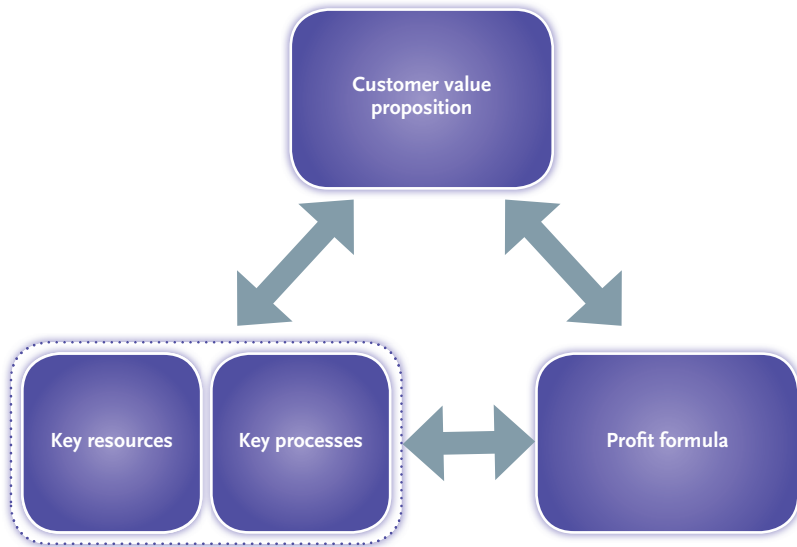 Customer value
proposition
Key resources
Key processes
Profit formula